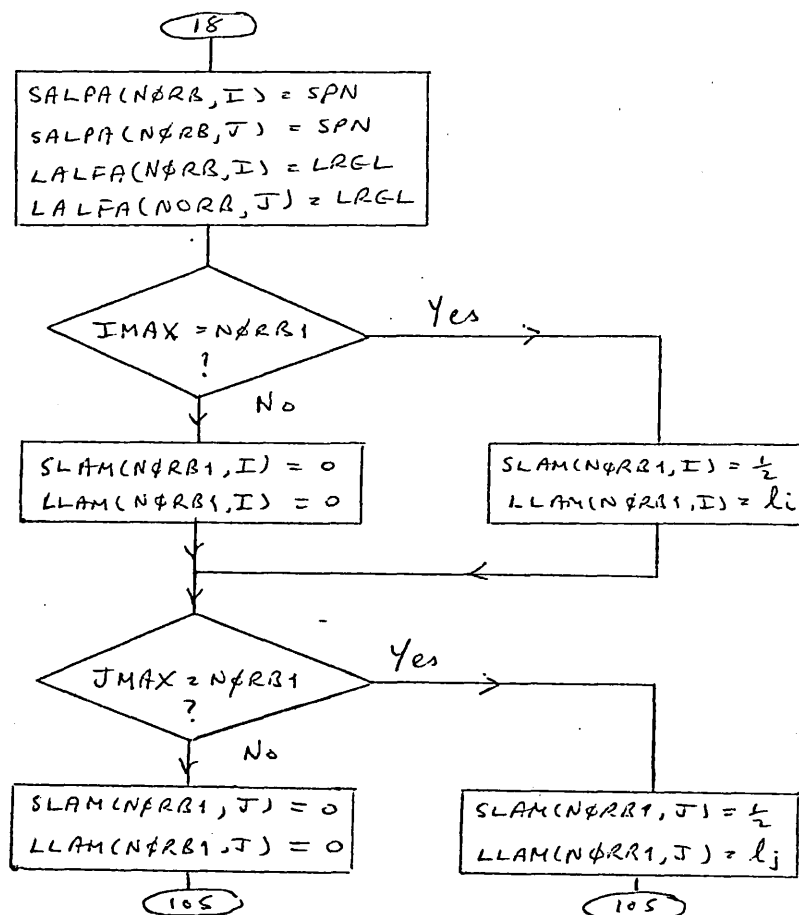 18
SALPA(NØRB, I) = SPN
SALPA(NØRB, J) = SPN
LALFA(NØRB, I) = LRGL
LALFA(NORB, J) = LRGL
IMAX = NØRB1
?
Yes
No
SLAM(NØRB1, I) = 0
LLAM(NØRB1, I) = 0
SLAM(NØRB1, I) = ½
LLAM(NØRB1, I) = li
JMAX = NØRB1
?
Yes
No
SLAM(NØRB1, J) = 0
LLAM(NØRB1, J) = 0
SLAM(NØRB1, J) = ½
LLAM(NØRB1, J) = lj
105
105